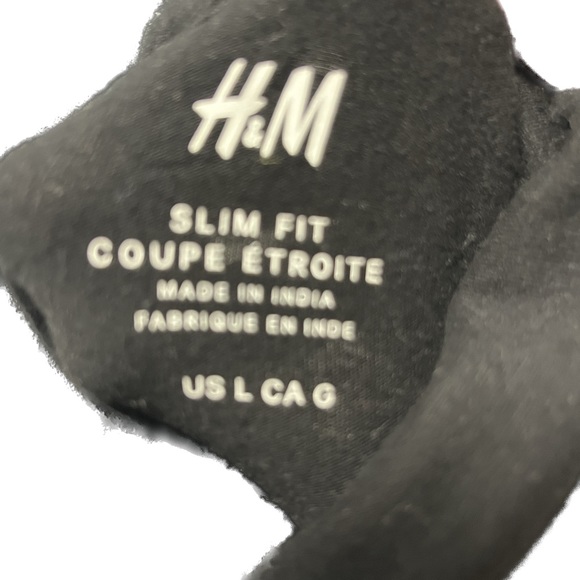 H&M
SLIM FIT
COUPE ÉTROITE
MADE IN INDIA
FABRIQUE EN INDE
US L CA G